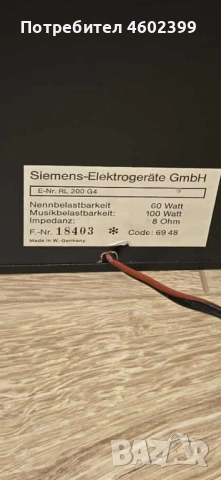 Потребител 4602399
Siemens-Elektrogeräte GmbH
E-Nr. RL 200 G4
Nennbelastbarkeit 60 Watt
Musikbelastbarkeit: 100 Watt
Impedanz: 8 Ohm
F.-Nr. 18403 * Code: 69 48
Made in W.-Germany
bazar